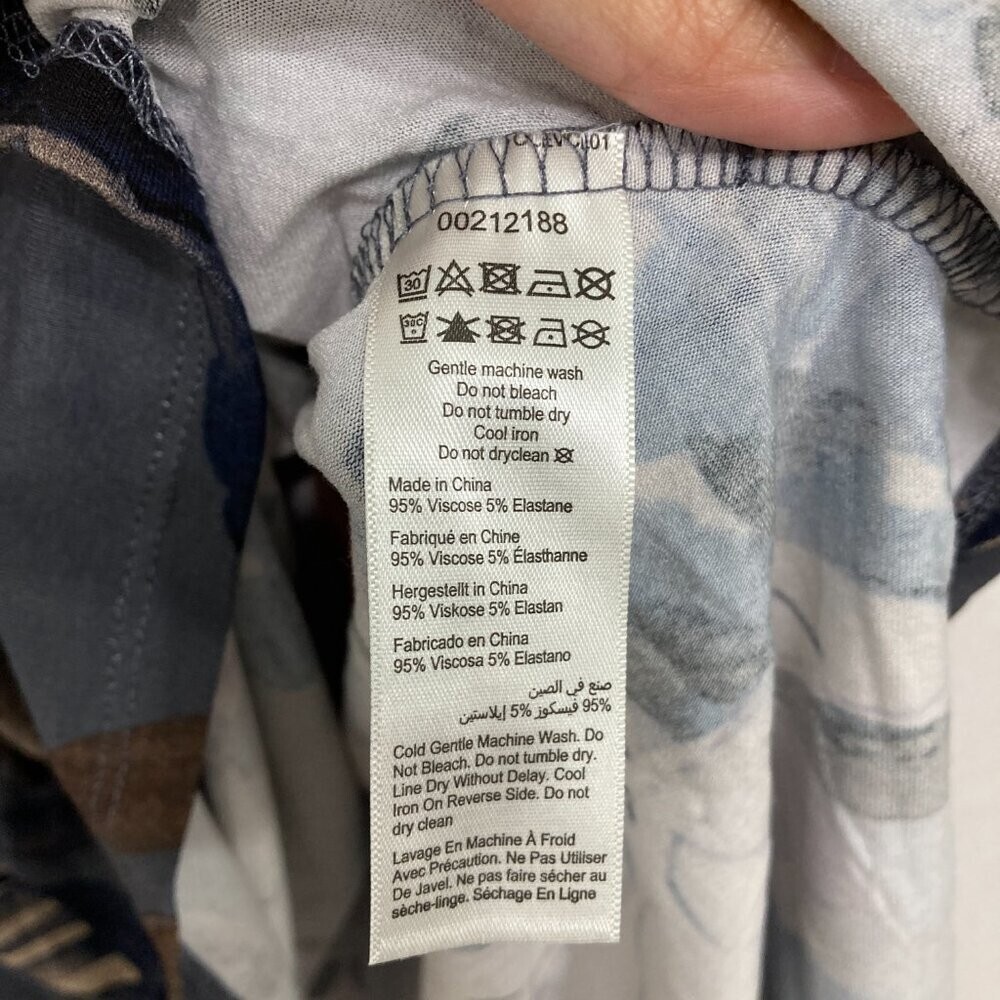 00212188
30
30C
Gentle machine wash
Do not bleach
Do not tumble dry
Cool iron
Do not dryclean
Made in China
95% Viscose 5% Elastane
Fabriqué en Chine
95% Viscose 5% Élasthanne
Hergestellt in China
95% Viskose 5% Elastan
Fabricado en China
95% Viscosa 5% Elastano
صنع في الصين
95% فيسكوز 5% إيلاستين
Cold Gentle Machine Wash. Do
Not Bleach. Do not tumble dry.
Line Dry Without Delay. Cool
Iron On Reverse Side. Do not
dry clean
Lavage En Machine À Froid
Avec Précaution. Ne Pas Utiliser
De Javel. Ne pas faire sécher au
sèche-linge. Séchage En Ligne